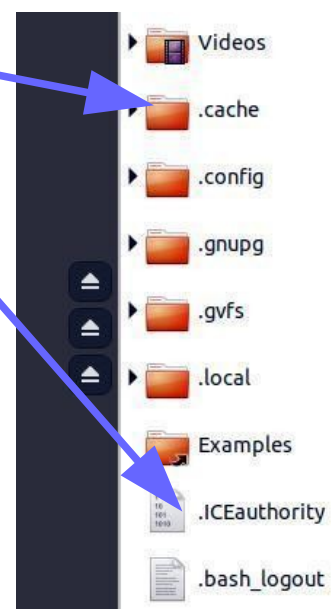 Videos
.cache
.config
.gnupg
.gvfs
.local
Examples
.ICEauthority
.bash_logout